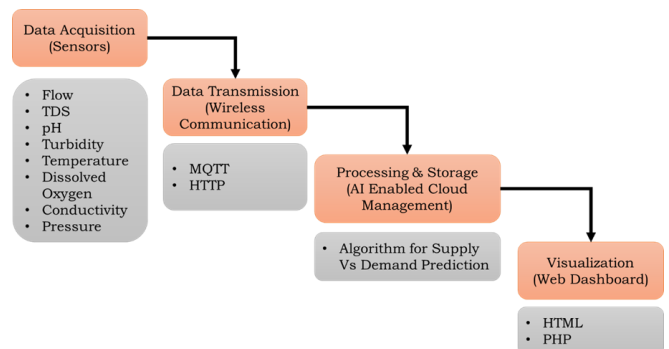 Data Acquisition
(Sensors)
• Flow
• TDS
• pH
• Turbidity
• Temperature
• Dissolved
Oxygen
• Conductivity
• Pressure
Data Transmission
(Wireless
Communication)
• MQTT
• HTTP
Processing & Storage
(AI Enabled Cloud
Management)
• Algorithm for Supply
Vs Demand Prediction
Visualization
(Web Dashboard)
• HTML
• PHP